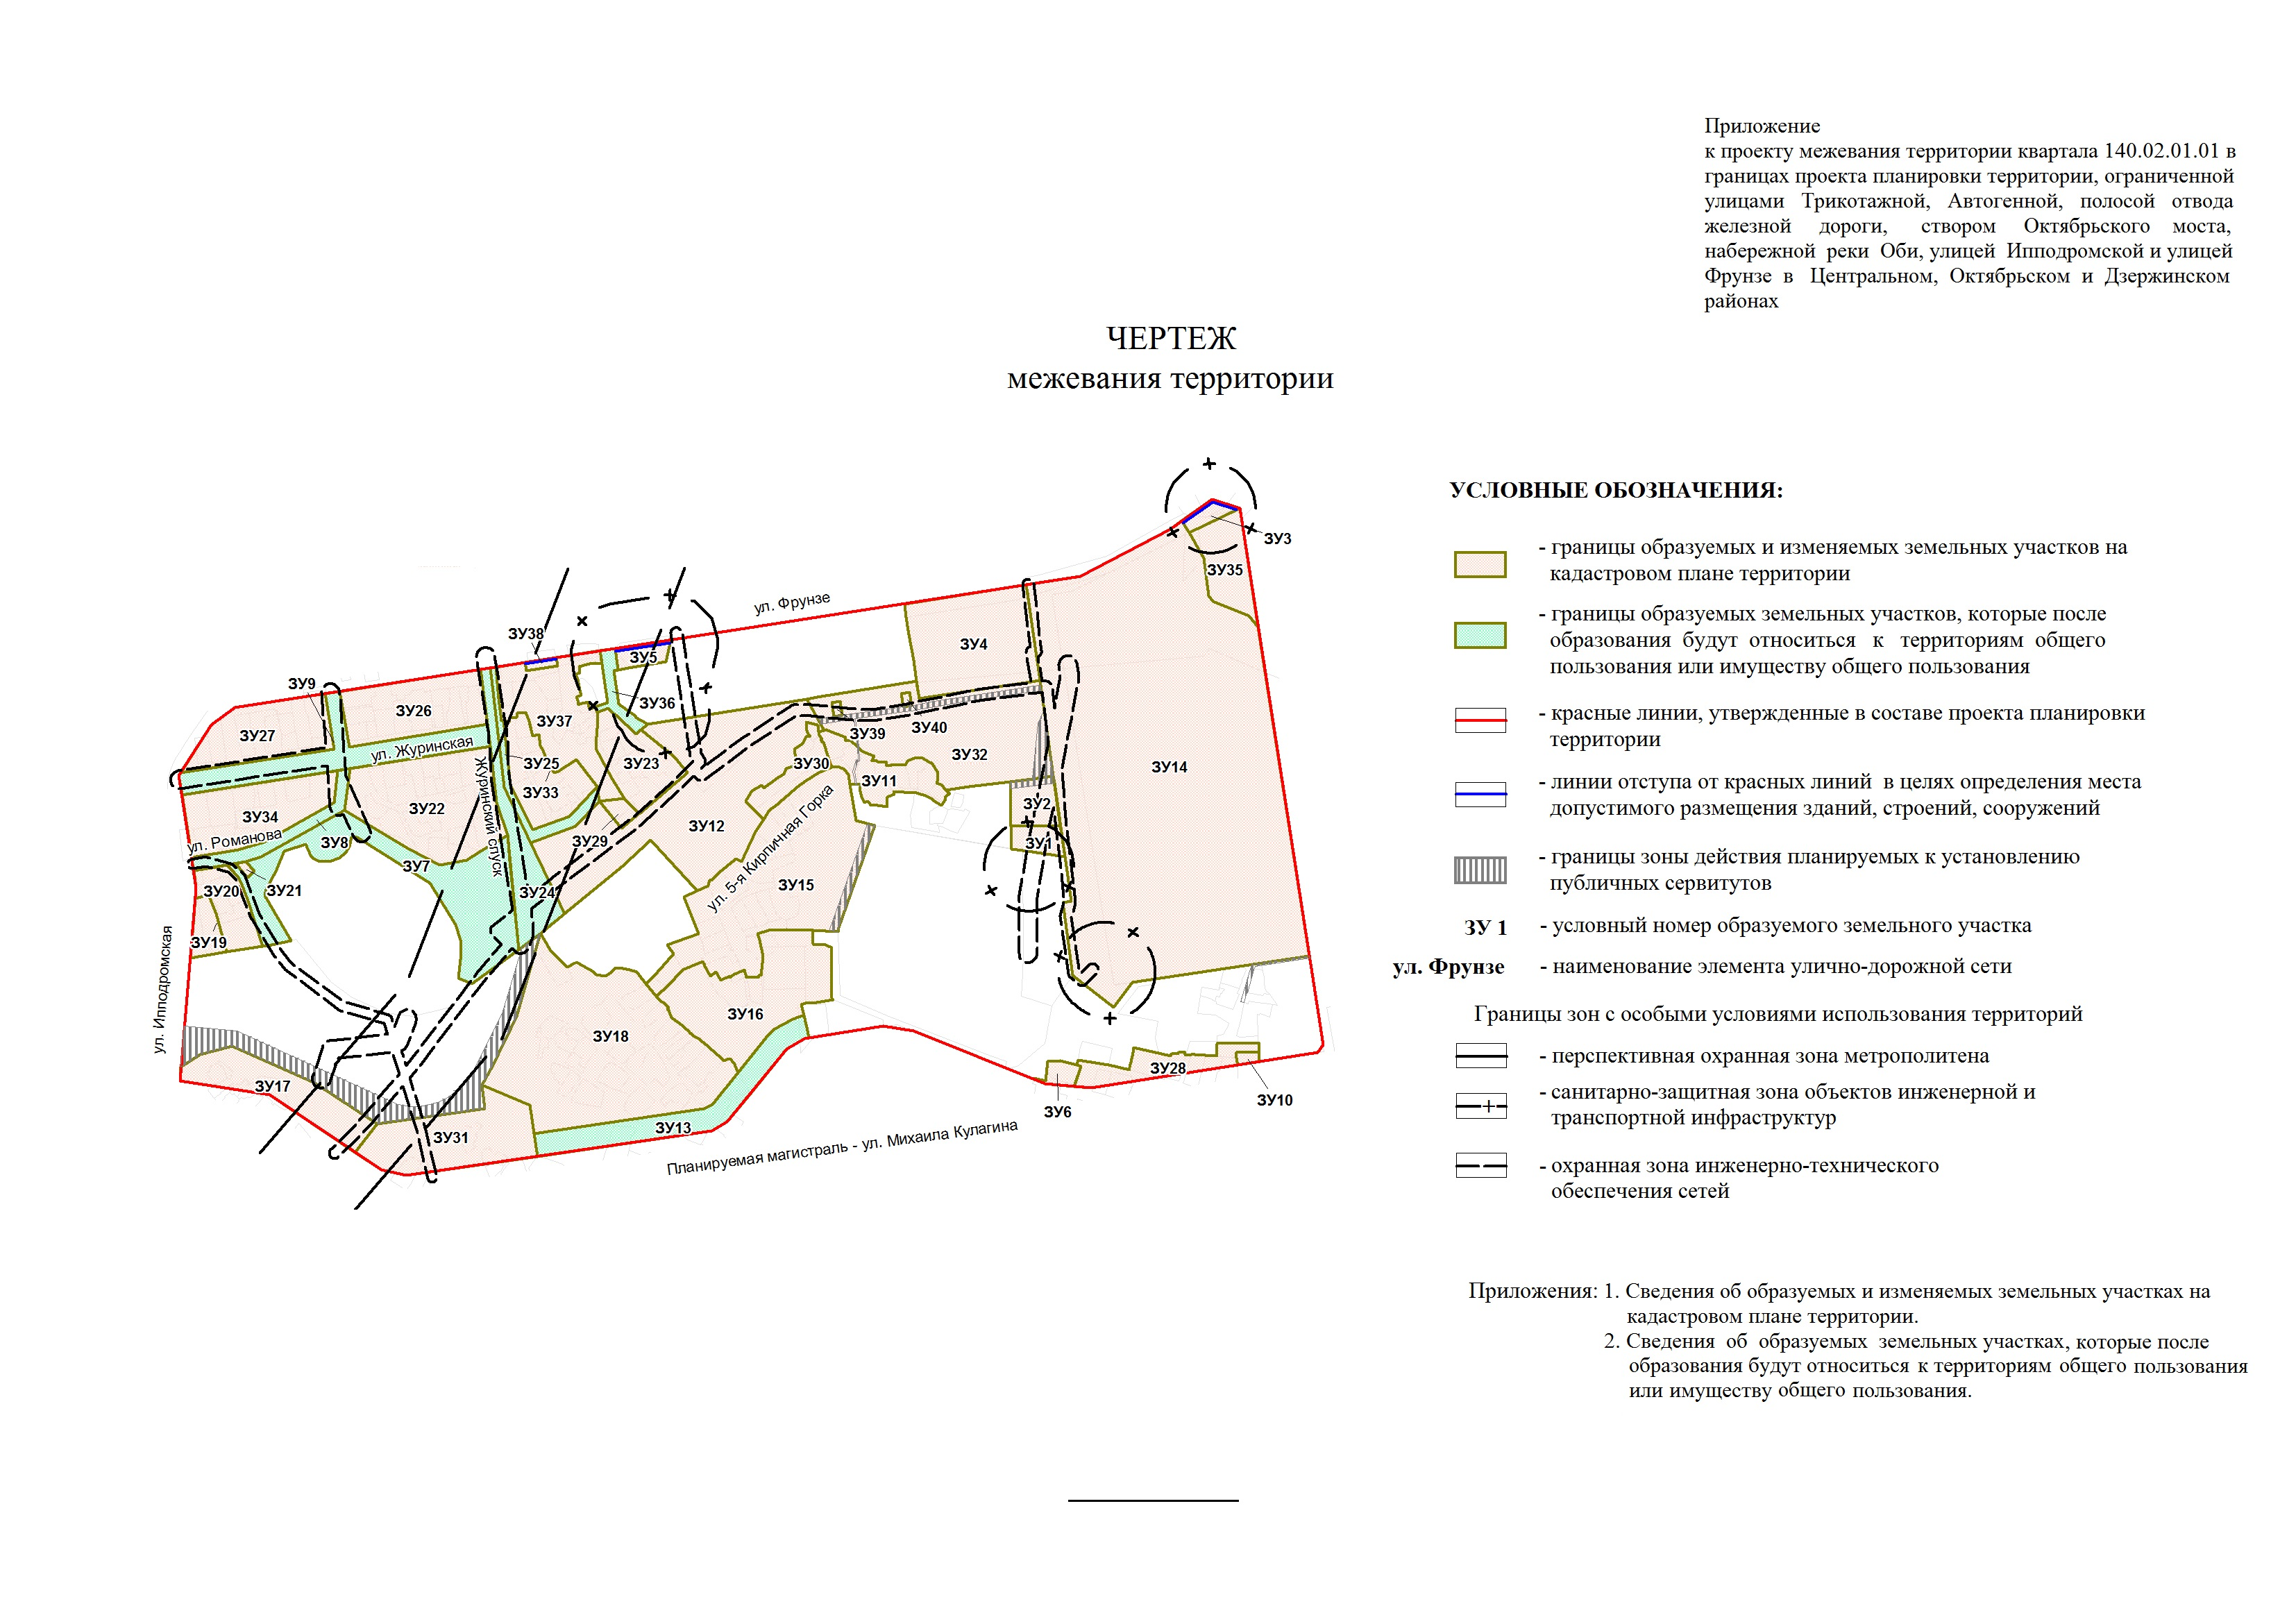 Приложение
к проекту межевания территории квартала 140.02.01.01 в
границах проекта планировки территории, ограниченной
улицами Трикотажной, Автогенной, полосой отвода
железной дороги, створом Октябрьского моста,
набережной реки Оби, улицей Ипподромской и улицей
Фрунзе в Центральном, Октябрьском и Дзержинском
районах
ЧЕРТЕЖ
межевания территории
ЗУ3
ЗУ35
ул. Фрунзе
ЗУ38
ЗУ5
ЗУ4
ЗУ9
ЗУ26
ЗУ37
ЗУ36
ЗУ27
ул. Журинская
ЗУ39
ЗУ40
ЗУ25
ЗУ23
ЗУ30
ЗУ32
ЗУ14
ЗУ11
ЗУ33
Журинский спуск
ЗУ22
ЗУ34
ЗУ2
ул. Романова
ЗУ8
ЗУ29
ЗУ12
ул. 5-я Кирпичная Горка
ЗУ1
ЗУ7
ЗУ20
ЗУ21
ЗУ24
ЗУ15
ЗУ19
ул. Ипподромская
ЗУ16
ЗУ18
ЗУ17
ЗУ28
ЗУ10
ЗУ6
ЗУ31
ЗУ13
Планируемая магистраль - ул. Михаила Кулагина
УСЛОВНЫЕ ОБОЗНАЧЕНИЯ:
- границы образуемых и изменяемых земельных участков на
кадастровом плане территории
- границы образуемых земельных участков, которые после
образования будут относиться к территориям общего
пользования или имуществу общего пользования
- красные линии, утвержденные в составе проекта планировки
территории
- линии отступа от красных линий в целях определения места
допустимого размещения зданий, строений, сооружений
- границы зоны действия планируемых к установлению
публичных сервитутов
ЗУ 1 - условный номер образуемого земельного участка
ул. Фрунзе - наименование элемента улично-дорожной сети
Границы зон с особыми условиями использования территорий
- перспективная охранная зона метрополитена
- санитарно-защитная зона объектов инженерной и
транспортной инфраструктур
- охранная зона инженерно-технического
обеспечения сетей
Приложения: 1. Сведения об образуемых и изменяемых земельных участках на
кадастровом плане территории.
2. Сведения об образуемых земельных участках, которые после
образования будут относиться к территориям общего пользования
или имуществу общего пользования.